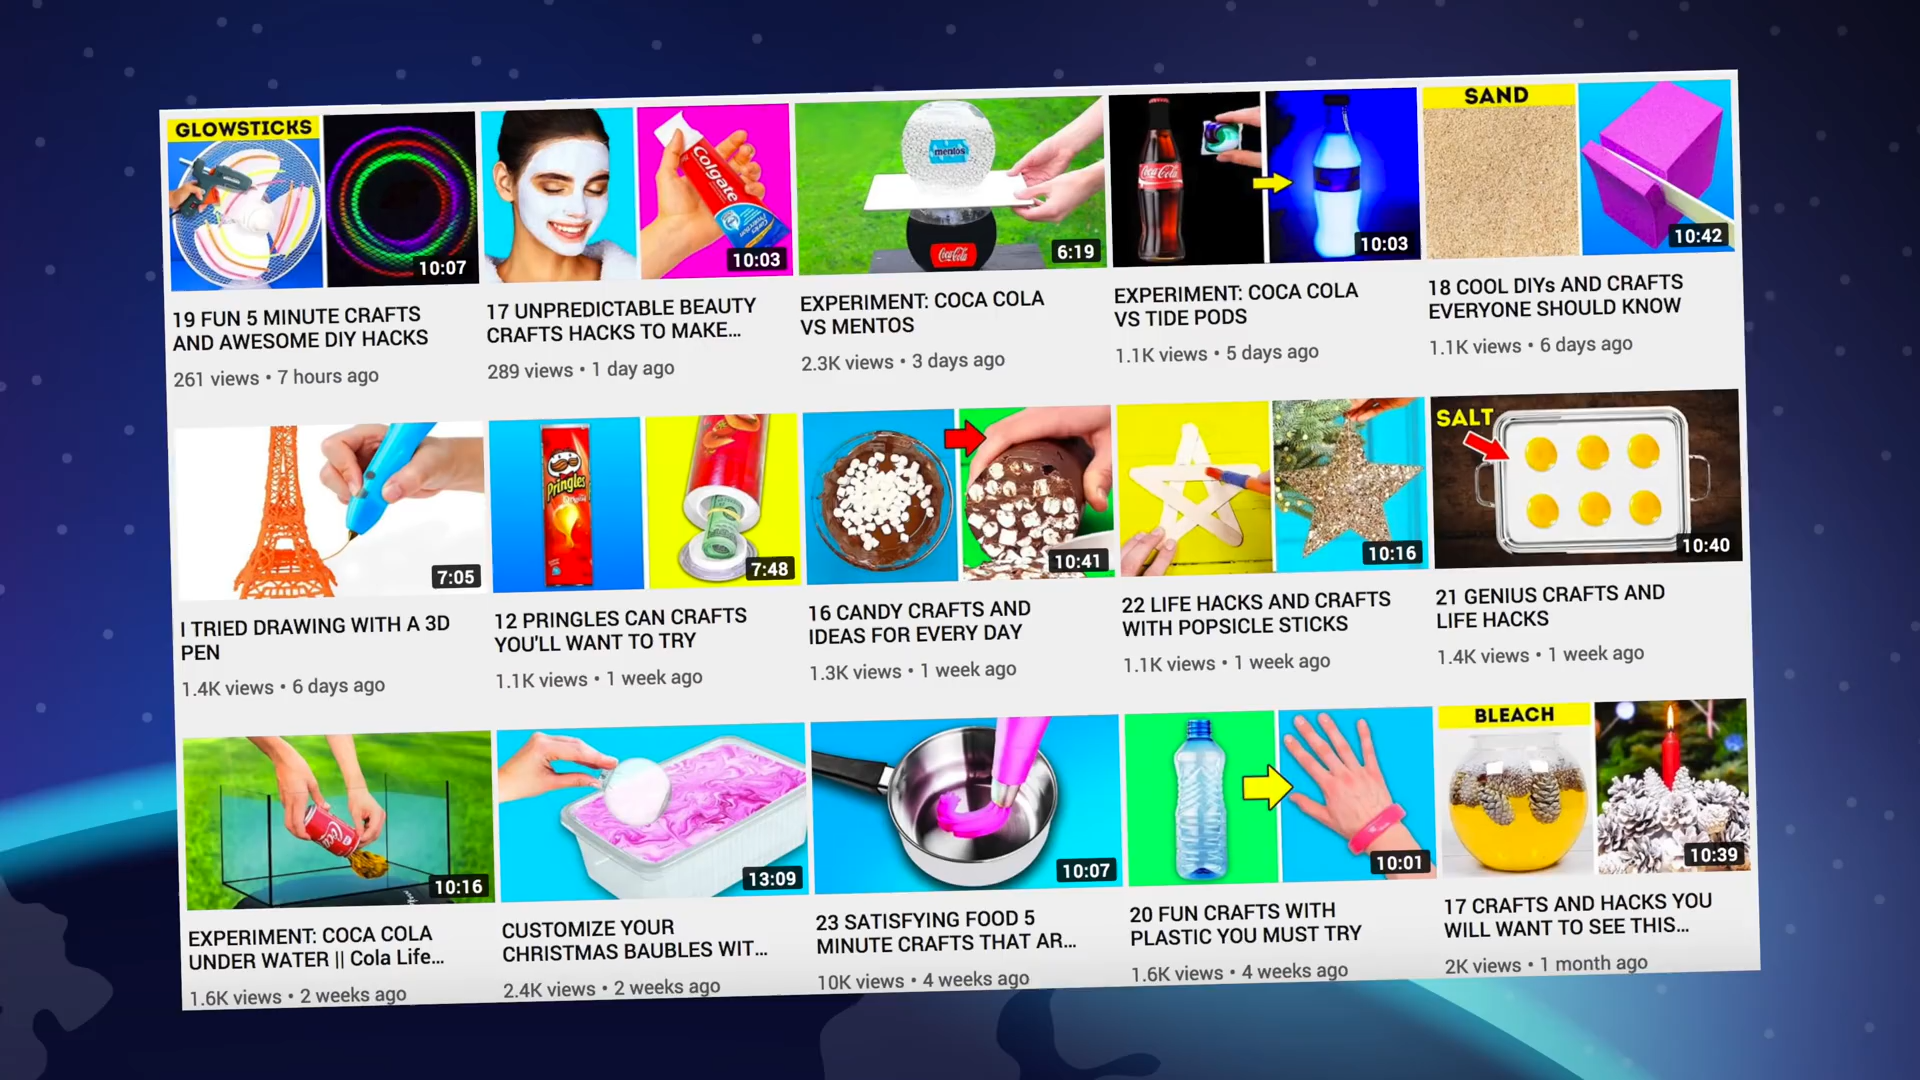 GLOWSTICKS
10:07
19 FUN 5 MINUTE CRAFTS
AND AWESOME DIY HACKS
261 views • 7 hours ago
Colgate
10:03
17 UNPREDICTABLE BEAUTY
CRAFTS HACKS TO MAKE...
289 views • 1 day ago
mentos
Coca-Cola
6:19
EXPERIMENT: COCA COLA
VS MENTOS
2.3K views • 3 days ago
Coca-Cola
10:03
EXPERIMENT: COCA COLA
VS TIDE PODS
1.1K views • 5 days ago
SAND
10:42
18 COOL DIYs AND CRAFTS
EVERYONE SHOULD KNOW
1.1K views • 6 days ago
7:05
I TRIED DRAWING WITH A 3D
PEN
1.4K views • 6 days ago
Pringles
7:48
12 PRINGLES CAN CRAFTS
YOU'LL WANT TO TRY
1.1K views • 1 week ago
10:41
16 CANDY CRAFTS AND
IDEAS FOR EVERY DAY
1.3K views • 1 week ago
10:16
22 LIFE HACKS AND CRAFTS
WITH POPSICLE STICKS
1.1K views • 1 week ago
SALT
10:40
21 GENIUS CRAFTS AND
LIFE HACKS
1.4K views • 1 week ago
10:16
EXPERIMENT: COCA COLA
UNDER WATER || Cola Life...
1.6K views • 2 weeks ago
13:09
CUSTOMIZE YOUR
CHRISTMAS BAUBLES WIT...
2.4K views • 2 weeks ago
10:07
23 SATISFYING FOOD 5
MINUTE CRAFTS THAT AR...
10K views • 4 weeks ago
10:01
20 FUN CRAFTS WITH
PLASTIC YOU MUST TRY
1.6K views • 4 weeks ago
BLEACH
10:39
17 CRAFTS AND HACKS YOU
WILL WANT TO SEE THIS...
2K views • 1 month ago